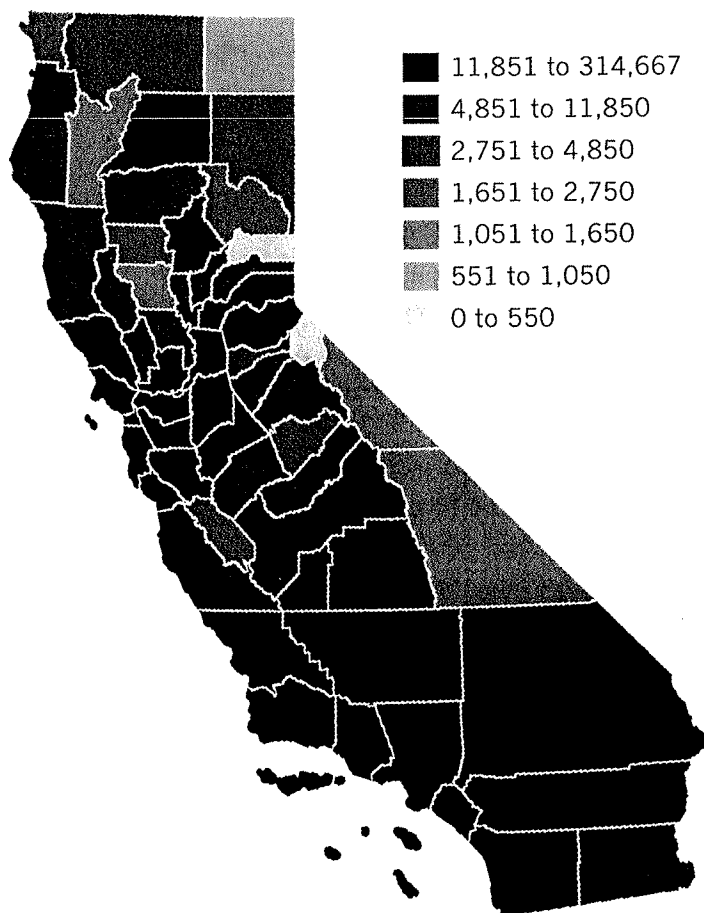 11,851 to 314,667
4,851 to 11,850
2,751 to 4,850
1,651 to 2,750
1,051 to 1,650
551 to 1,050
0 to 550